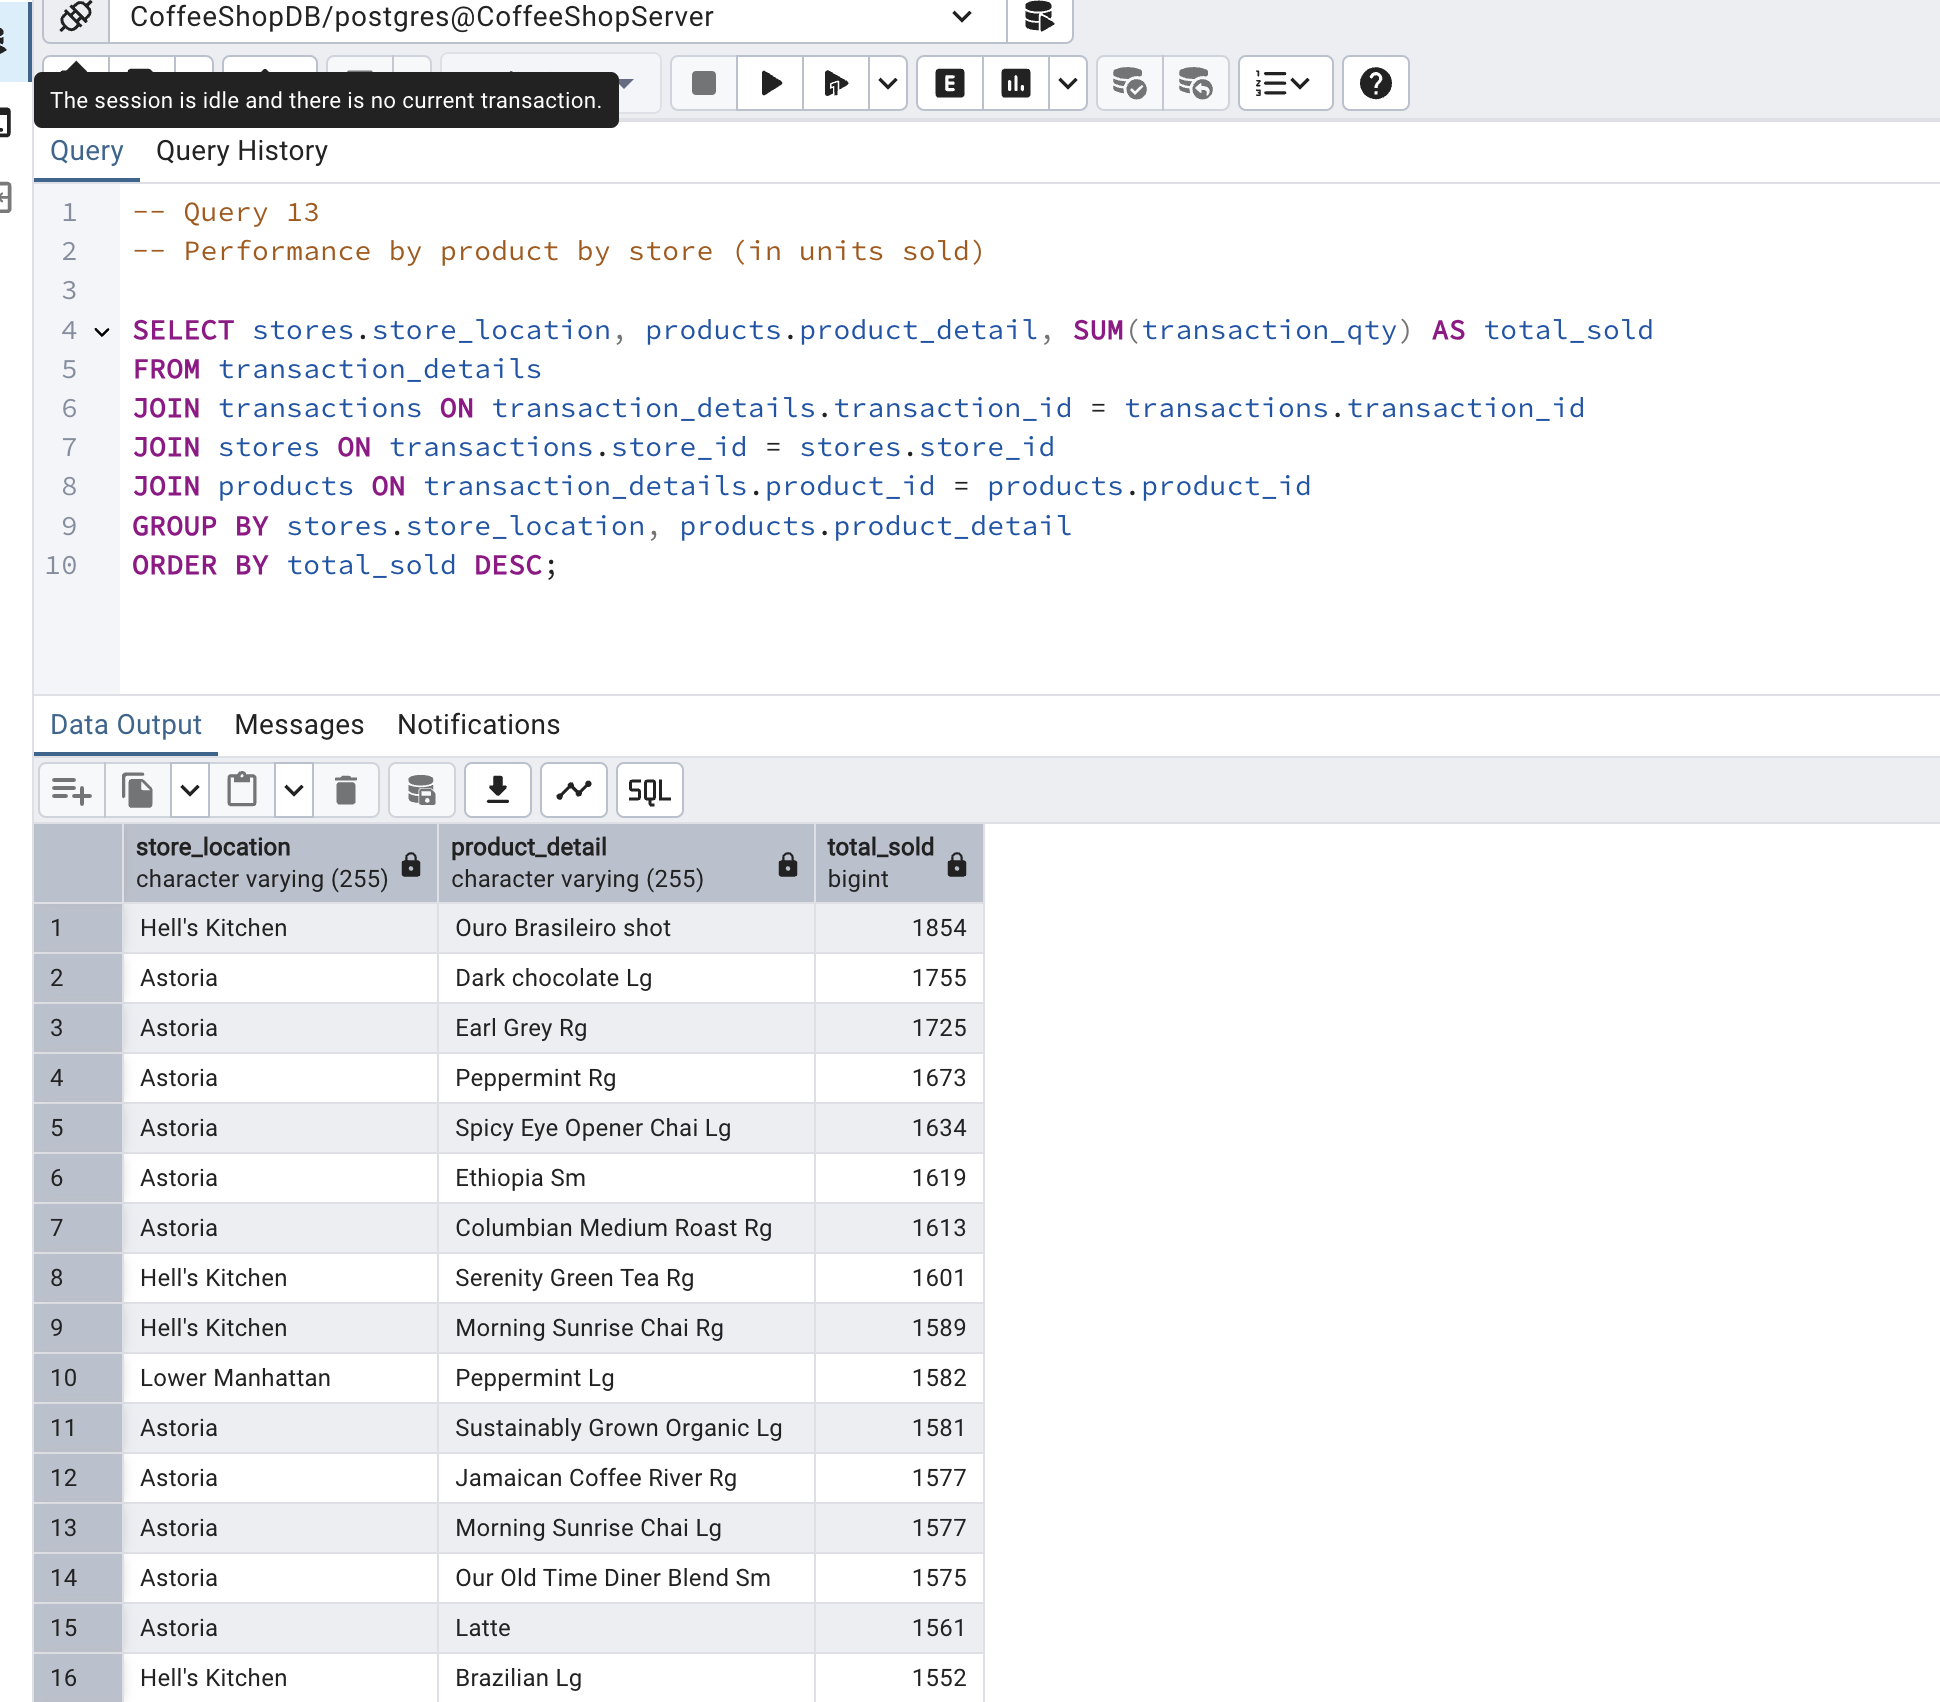 CoffeeShopDB/postgres@CoffeeShopServer
The session is idle and there is no current transaction.
E
Query Query History
1 -- Query 13
2 -- Performance by product by store (in units sold)
3
4 SELECT stores.store_location, products.product_detail, SUM(transaction_qty) AS total_sold
5 FROM transaction_details
6 JOIN transactions ON transaction_details.transaction_id = transactions.transaction_id
7 JOIN stores ON transactions.store_id = stores.store_id
8 JOIN products ON transaction_details.product_id = products.product_id
9 GROUP BY stores.store_location, products.product_detail
10 ORDER BY total_sold DESC;
Data Output Messages Notifications
SQL
store_location product_detail total_sold
character varying (255) character varying (255) bigint
1 Hell's Kitchen Ouro Brasileiro shot 1854
2 Astoria Dark chocolate Lg 1755
3 Astoria Earl Grey Rg 1725
4 Astoria Peppermint Rg 1673
5 Astoria Spicy Eye Opener Chai Lg 1634
6 Astoria Ethiopia Sm 1619
7 Astoria Columbian Medium Roast Rg 1613
8 Hell's Kitchen Serenity Green Tea Rg 1601
9 Hell's Kitchen Morning Sunrise Chai Rg 1589
10 Lower Manhattan Peppermint Lg 1582
11 Astoria Sustainably Grown Organic Lg 1581
12 Astoria Jamaican Coffee River Rg 1577
13 Astoria Morning Sunrise Chai Lg 1577
14 Astoria Our Old Time Diner Blend Sm 1575
15 Astoria Latte 1561
16 Hell's Kitchen Brazilian Lg 1552